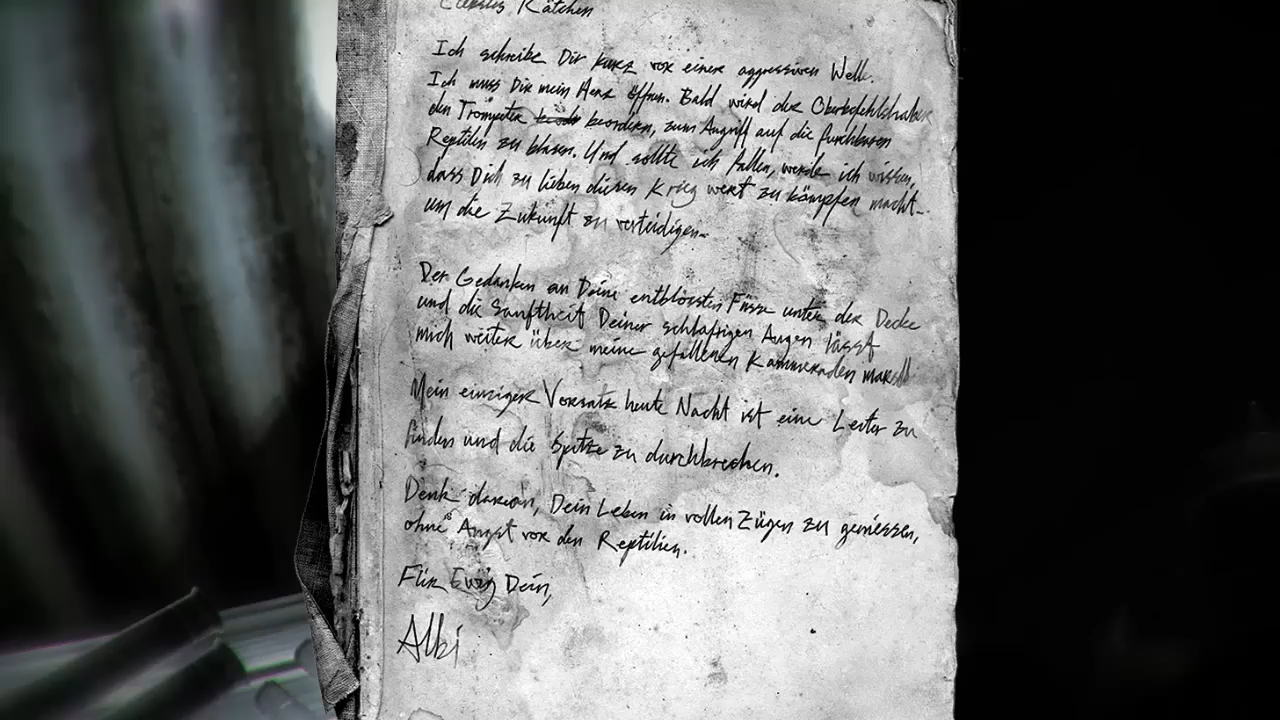 Liebstes Kätchen
Ich schreibe Dir kurz vor einer aggressiven Welle.
Ich muss Dir mein Herz öffnen. Bald wird der Oberbefehlshaber
den Trompeter beordern, zum Angriff auf die furchtbaren
Reptilien zu blasen. Und sollte ich fallen, werde ich wissen,
dass Dich zu lieben diesen Krieg wert zu kämpfen macht...
um die Zukunft zu verteidigen...
Der Gedanken an Deine entblössten Füsse unter der Decke
und die Sanftheit Deiner schläfrigen Augen lässt
mich weiter über meine gefallenen Kammeraden
Mein einziger Vorsatz heute Nacht ist eine Leiter zu
finden und die Spitze zu durchbrechen.
Denk daran, Dein Leben in vollen Zügen zu geniessen,
ohne Angst vor den Reptilien.
Für Ewig Dein,
Albi